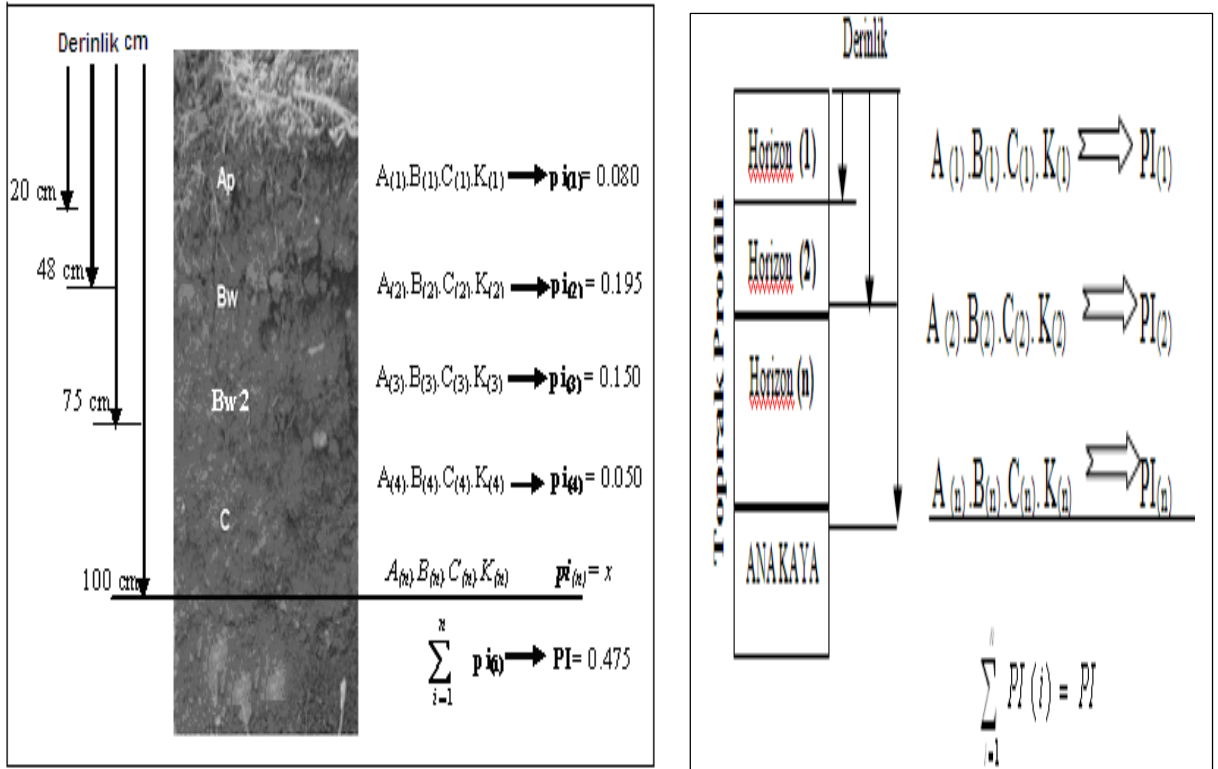 Derinlik cm
20 cm
48 cm
75 cm
100 cm
Ap
Bw
Bw 2
C
A(1).B(1).C(1).K(1) → pi(1)= 0.080
A(2).B(2).C(2).K(2) → pi(2)= 0.195
A(3).B(3).C(3).K(3) → pi(3)= 0.150
A(4).B(4).C(4).K(4) → pi(4)= 0.050
A(n).B(n).C(n).K(n) pi(n) = x
n
∑ pi(i) → PI= 0.475
i=1
Derinlik
Toprak Profili
Horizon (1)
Horizon (2)
Horizon (n)
ANAKAYA
A (1).B(1).C(1). K(1) ⇒ PI(1)
A (2).B(2).C(2). K(2) ⇒ PI(2)
A (n).B(n).C(n). K(n) ⇒ PI(n)
n
∑ PI (i) = PI
i=1